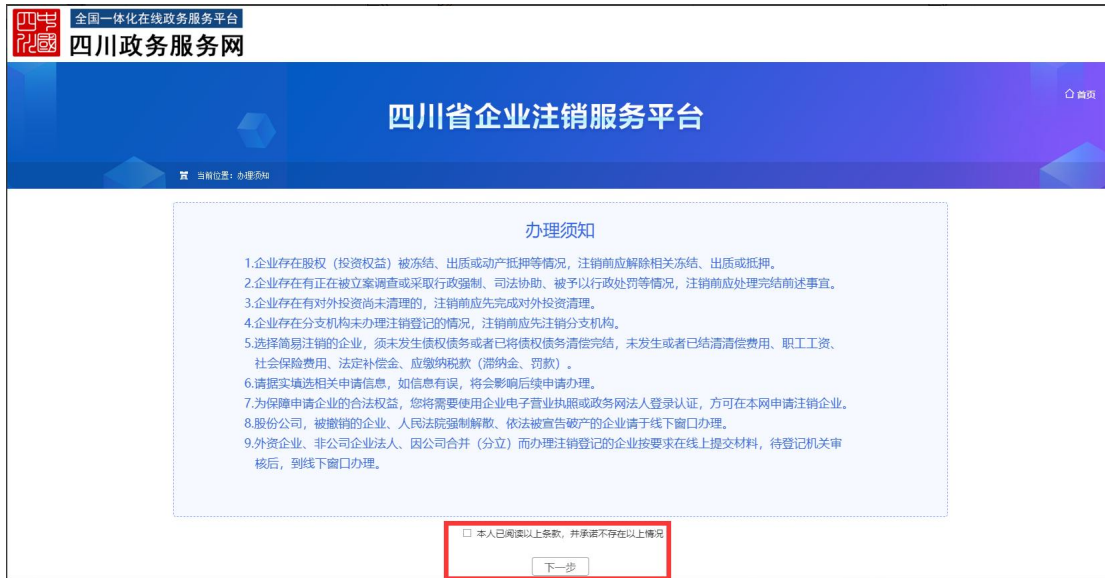 全国一体化在线政务服务平台
四川政务服务网
首页
四川省企业注销服务平台
当前位置：办理须知
办理须知
1.企业存在股权（投资权益）被冻结、出质或动产抵押等情况，注销前应解除相关冻结、出质或抵押。
2.企业存在有正在被立案调查或采取行政强制、司法协助、被予以行政处罚等情况，注销前应处理完结前述事宜。
3.企业存在有对外投资尚未清理的，注销前应先完成对外投资清理。
4.企业存在分支机构未办理注销登记的情况，注销前应先注销分支机构。
5.选择简易注销的企业，须未发生债权债务或者已将债权债务清偿完结，未发生或者已结清清偿费用、职工工资、
社会保险费用、法定补偿金、应缴纳税款（滞纳金、罚款）。
6.请据实填选相关申请信息，如信息有误，将会影响后续申请办理。
7.为保障申请企业的合法权益，您将需要使用企业电子营业执照或政务网法人登录认证，方可在本网申请注销企业。
8.股份公司，被撤销的企业、人民法院强制解散、依法被宣告破产的企业请于线下窗口办理。
9.外资企业、非公司企业法人、因公司合并（分立）而办理注销登记的企业按要求在线上提交材料，待登记机关审
核后，到线下窗口办理。
本人已阅读以上条款，并承诺不存在以上情况
下一步